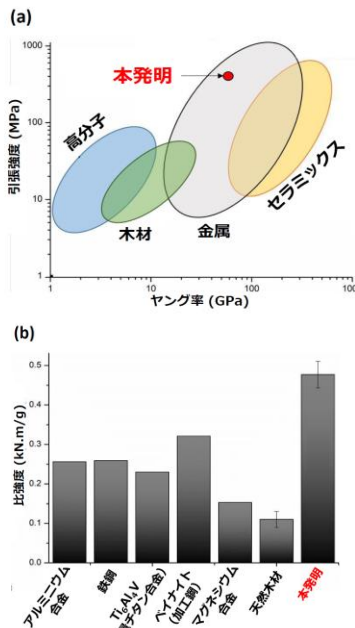 (a)
1000
100
10
1
引張強度 (MPa)
本発明
高分子
木材
金属
セラミックス
1
10
100
1000
ヤング率 (GPa)
(b)
0.5
0.4
0.3
0.2
0.1
比強度 (kN.m/g)
アルミニウム
合金
鉄鋼
Ti₆Al₄V
チタン合金)
ベイナイト
(加工鋼)
マグネシウム
合金
天然木材
本発明